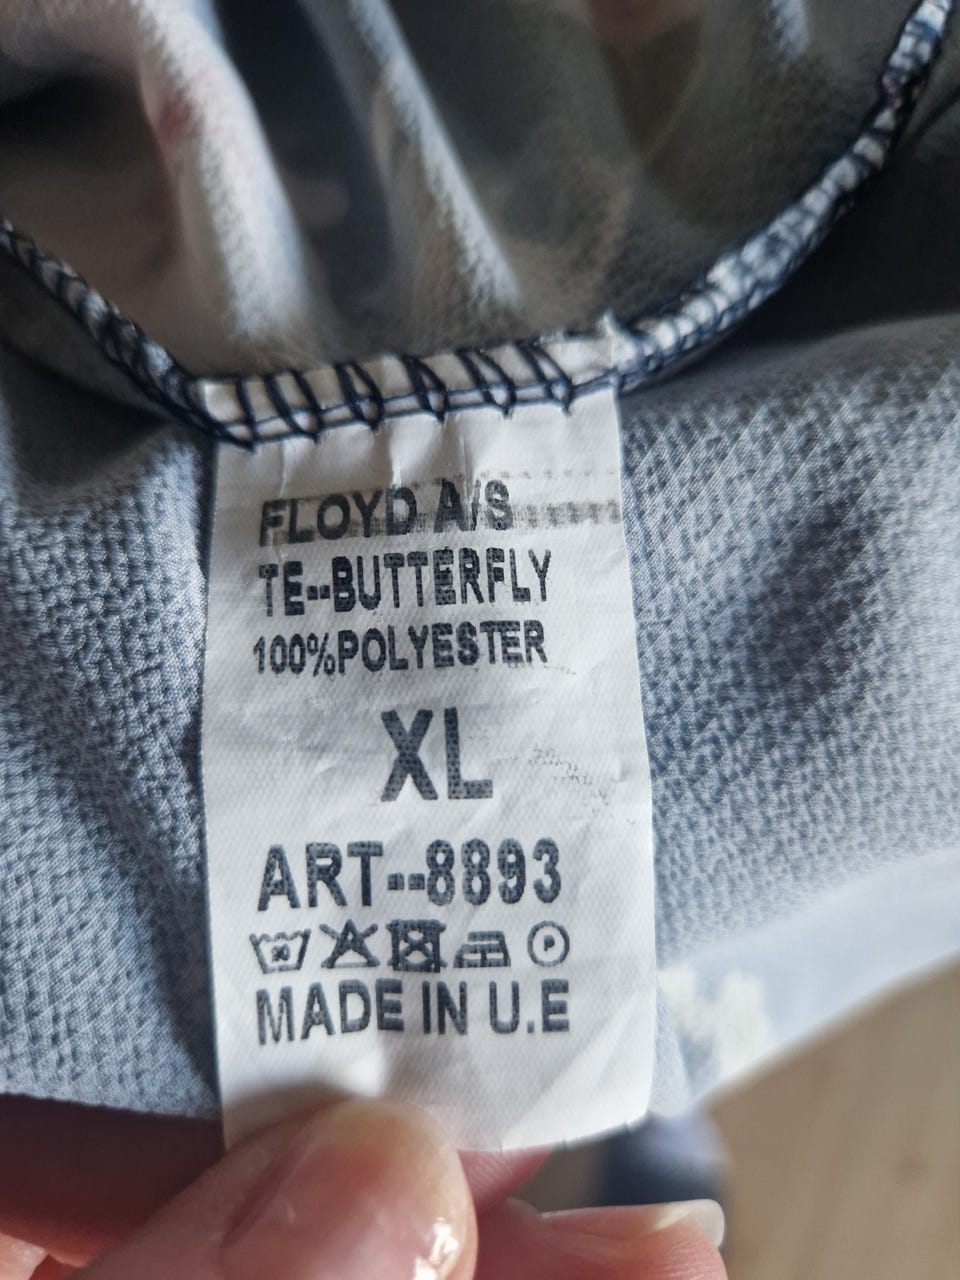 FLOYD A/S
TE--BUTTERFLY
100%POLYESTER
XL
ART--8893
P
MADE IN U.E